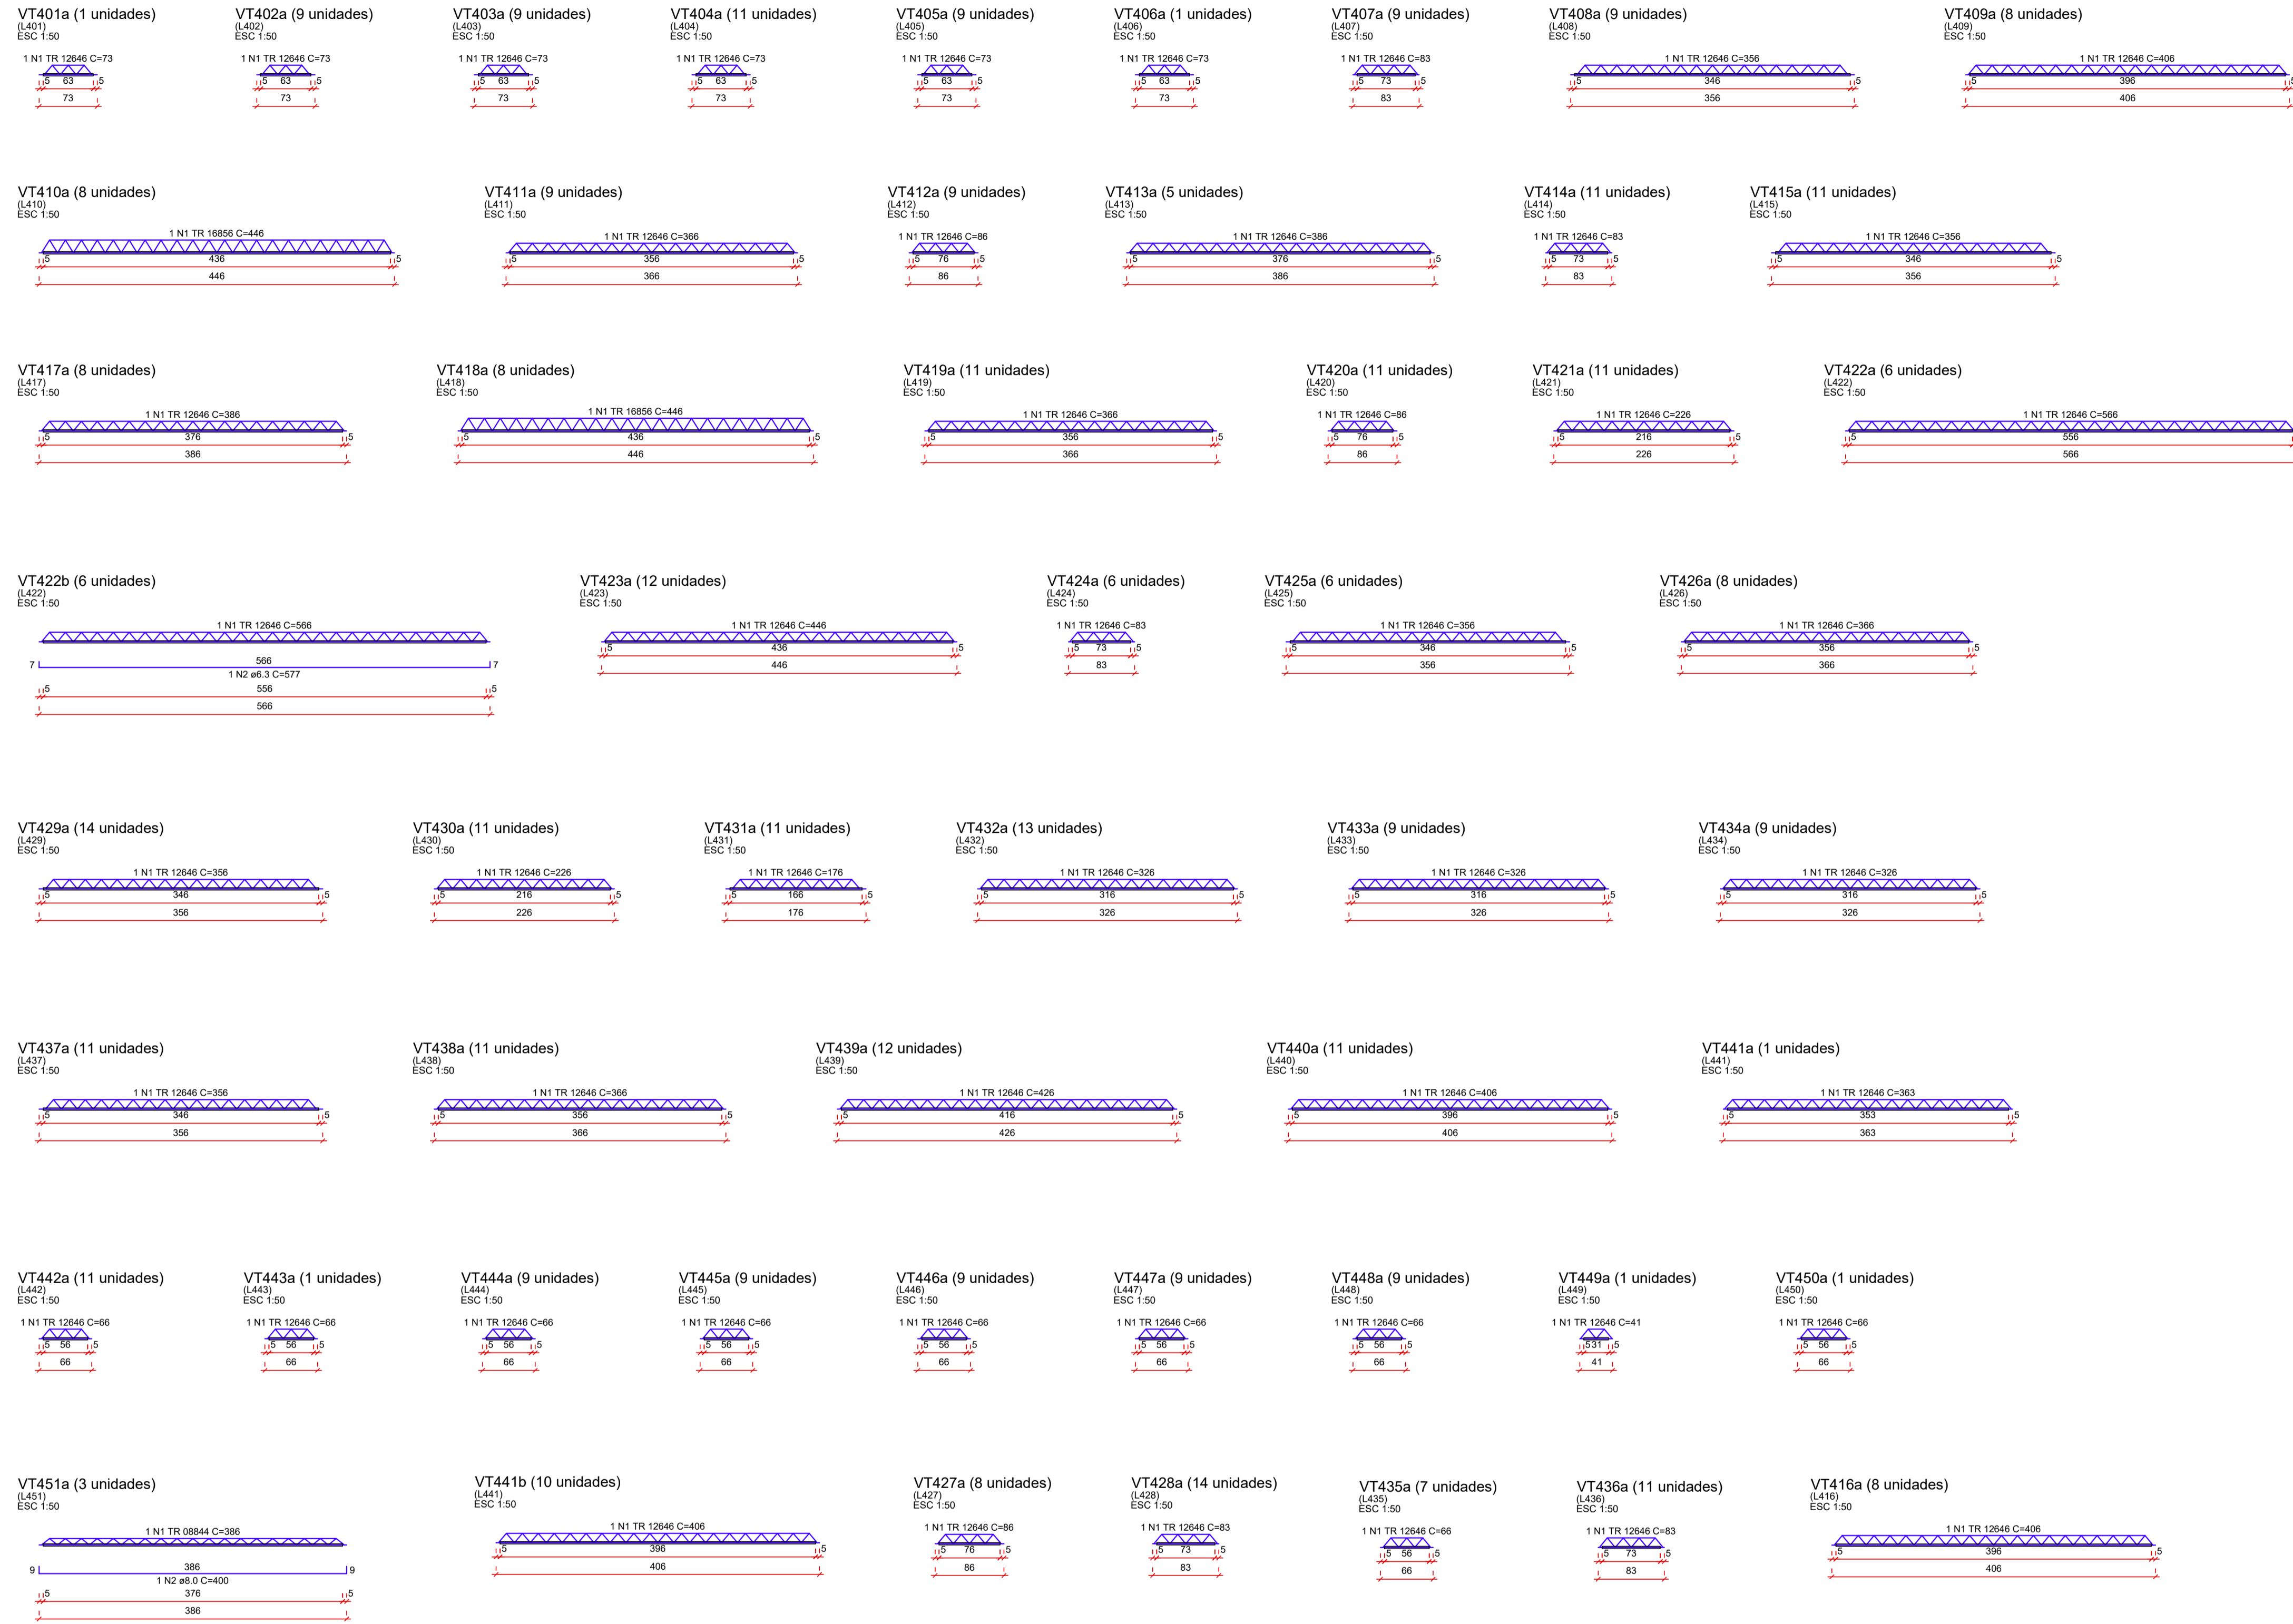 VT401a (1 unidades)
(L401)
ESC 1:50
1 N1 TR 12646 C=73
5 63 5
73
VT402a (9 unidades)
(L402)
ESC 1:50
1 N1 TR 12646 C=73
5 63 5
73
VT403a (9 unidades)
(L403)
ESC 1:50
1 N1 TR 12646 C=73
5 63 5
73
VT404a (11 unidades)
(L404)
ESC 1:50
1 N1 TR 12646 C=73
5 63 5
73
VT405a (9 unidades)
(L405)
ESC 1:50
1 N1 TR 12646 C=73
5 63 5
73
VT406a (1 unidades)
(L406)
ESC 1:50
1 N1 TR 12646 C=73
5 63 5
73
VT407a (9 unidades)
(L407)
ESC 1:50
1 N1 TR 12646 C=83
5 73 5
83
VT408a (9 unidades)
(L408)
ESC 1:50
1 N1 TR 12646 C=356
5 346 5
356
VT409a (8 unidades)
(L409)
ESC 1:50
1 N1 TR 12646 C=406
5 396 5
406
VT410a (8 unidades)
(L410)
ESC 1:50
1 N1 TR 16856 C=446
5 436 5
446
VT411a (9 unidades)
(L411)
ESC 1:50
1 N1 TR 12646 C=366
5 356 5
366
VT412a (9 unidades)
(L412)
ESC 1:50
1 N1 TR 12646 C=86
5 76 5
86
VT413a (5 unidades)
(L413)
ESC 1:50
1 N1 TR 12646 C=386
5 376 5
386
VT414a (11 unidades)
(L414)
ESC 1:50
1 N1 TR 12646 C=83
5 73 5
83
VT415a (11 unidades)
(L415)
ESC 1:50
1 N1 TR 12646 C=356
5 346 5
356
VT417a (8 unidades)
(L417)
ESC 1:50
1 N1 TR 12646 C=386
5 376 5
386
VT418a (8 unidades)
(L418)
ESC 1:50
1 N1 TR 16856 C=446
5 436 5
446
VT419a (11 unidades)
(L419)
ESC 1:50
1 N1 TR 12646 C=366
5 356 5
366
VT420a (11 unidades)
(L420)
ESC 1:50
1 N1 TR 12646 C=86
5 76 5
86
VT421a (11 unidades)
(L421)
ESC 1:50
1 N1 TR 12646 C=226
5 216 5
226
VT422a (6 unidades)
(L422)
ESC 1:50
1 N1 TR 12646 C=566
5 556
566
VT422b (6 unidades)
(L422)
ESC 1:50
1 N1 TR 12646 C=566
7 566 7
1 N2 ø6.3 C=577
5 556 5
566
VT423a (12 unidades)
(L423)
ESC 1:50
1 N1 TR 12646 C=446
5 436 5
446
VT424a (6 unidades)
(L424)
ESC 1:50
1 N1 TR 12646 C=83
5 73 5
83
VT425a (6 unidades)
(L425)
ESC 1:50
1 N1 TR 12646 C=356
5 346 5
356
VT426a (8 unidades)
(L426)
ESC 1:50
1 N1 TR 12646 C=366
5 356 5
366
VT429a (14 unidades)
(L429)
ESC 1:50
1 N1 TR 12646 C=356
5 346 5
356
VT430a (11 unidades)
(L430)
ESC 1:50
1 N1 TR 12646 C=226
5 216 5
226
VT431a (11 unidades)
(L431)
ESC 1:50
1 N1 TR 12646 C=176
5 166 5
176
VT432a (13 unidades)
(L432)
ESC 1:50
1 N1 TR 12646 C=326
5 316 5
326
VT433a (9 unidades)
(L433)
ESC 1:50
1 N1 TR 12646 C=326
5 316 5
326
VT434a (9 unidades)
(L434)
ESC 1:50
1 N1 TR 12646 C=326
5 316 5
326
VT437a (11 unidades)
(L437)
ESC 1:50
1 N1 TR 12646 C=356
5 346 5
356
VT438a (11 unidades)
(L438)
ESC 1:50
1 N1 TR 12646 C=366
5 356 5
366
VT439a (12 unidades)
(L439)
ESC 1:50
1 N1 TR 12646 C=426
5 416 5
426
VT440a (11 unidades)
(L440)
ESC 1:50
1 N1 TR 12646 C=406
5 396 5
406
VT441a (1 unidades)
(L441)
ESC 1:50
1 N1 TR 12646 C=363
5 353 5
363
VT442a (11 unidades)
(L442)
ESC 1:50
1 N1 TR 12646 C=66
5 56 5
66
VT443a (1 unidades)
(L443)
ESC 1:50
1 N1 TR 12646 C=66
5 56 5
66
VT444a (9 unidades)
(L444)
ESC 1:50
1 N1 TR 12646 C=66
5 56 5
66
VT445a (9 unidades)
(L445)
ESC 1:50
1 N1 TR 12646 C=66
5 56 5
66
VT446a (9 unidades)
(L446)
ESC 1:50
1 N1 TR 12646 C=66
5 56 5
66
VT447a (9 unidades)
(L447)
ESC 1:50
1 N1 TR 12646 C=66
5 56 5
66
VT448a (9 unidades)
(L448)
ESC 1:50
1 N1 TR 12646 C=66
5 56 5
66
VT449a (1 unidades)
(L449)
ESC 1:50
1 N1 TR 12646 C=41
5 31 5
41
VT450a (1 unidades)
(L450)
ESC 1:50
1 N1 TR 12646 C=66
5 56 5
66
VT451a (3 unidades)
(L451)
ESC 1:50
1 N1 TR 08844 C=386
9 386 9
1 N2 ø8.0 C=400
5 376 5
386
VT441b (10 unidades)
(L441)
ESC 1:50
1 N1 TR 12646 C=406
5 396 5
406
VT427a (8 unidades)
(L427)
ESC 1:50
1 N1 TR 12646 C=86
5 76 5
86
VT428a (14 unidades)
(L428)
ESC 1:50
1 N1 TR 12646 C=83
5 73 5
83
VT435a (7 unidades)
(L435)
ESC 1:50
1 N1 TR 12646 C=66
5 56 5
66
VT436a (11 unidades)
(L436)
ESC 1:50
1 N1 TR 12646 C=83
5 73 5
83
VT416a (8 unidades)
(L416)
ESC 1:50
1 N1 TR 12646 C=406
5 396 5
406